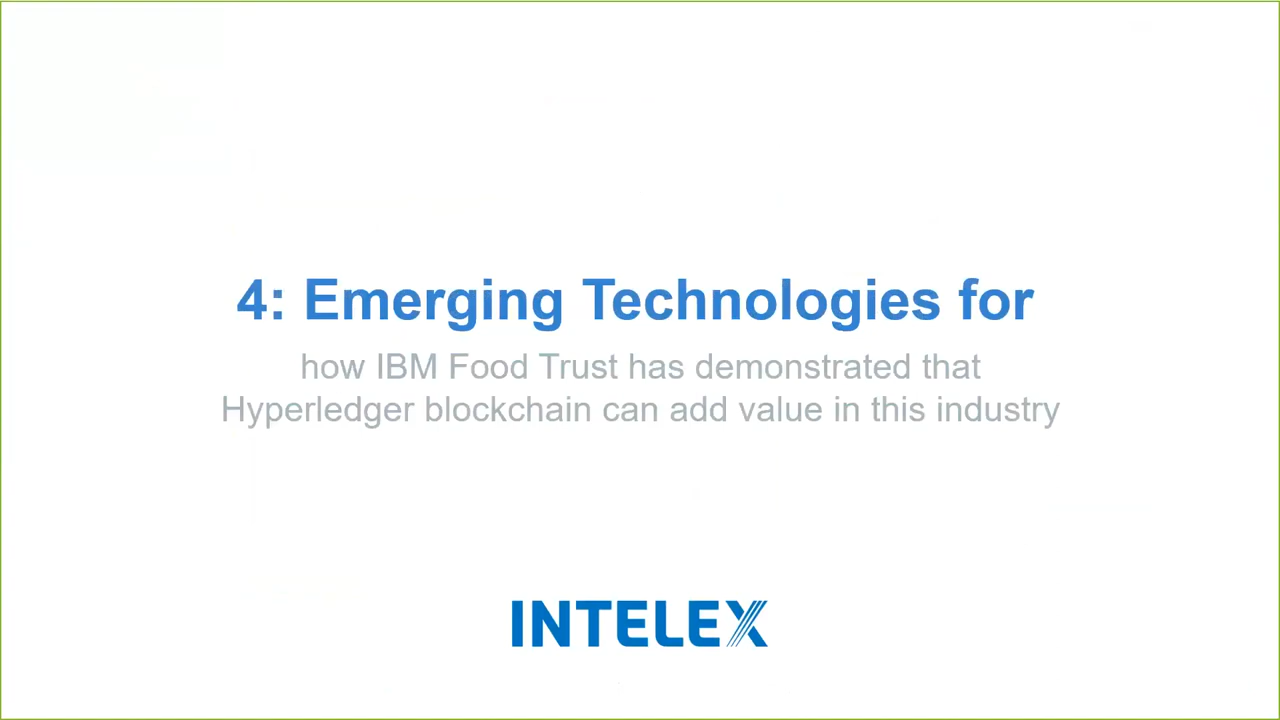 4: Emerging Technologies for
how IBM Food Trust has demonstrated that
Hyperledger blockchain can add value in this industry
INTELEX